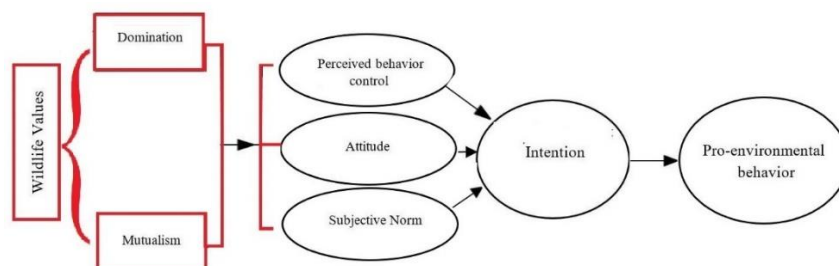 Wildlife Values
Domination
Mutualism
Perceived behavior
control
Attitude
Subjective Norm
Intention
Pro-environmental
behavior